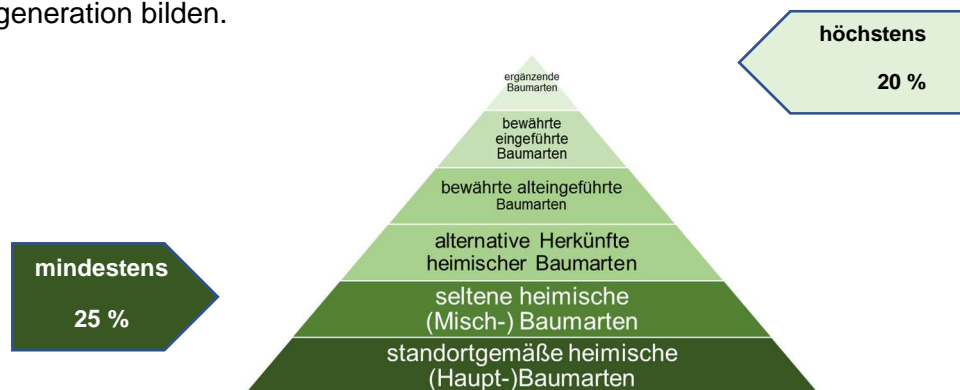 generation bilden.
höchstens
20 %
ergänzende
Baumarten
bewährte
eingeführte
Baumarten
bewährte alteingeführte
Baumarten
alternative Herkünfte
heimischer Baumarten
mindestens
25 %
seltene heimische
(Misch-) Baumarten
standortgemäße heimische
(Haupt-)Baumarten